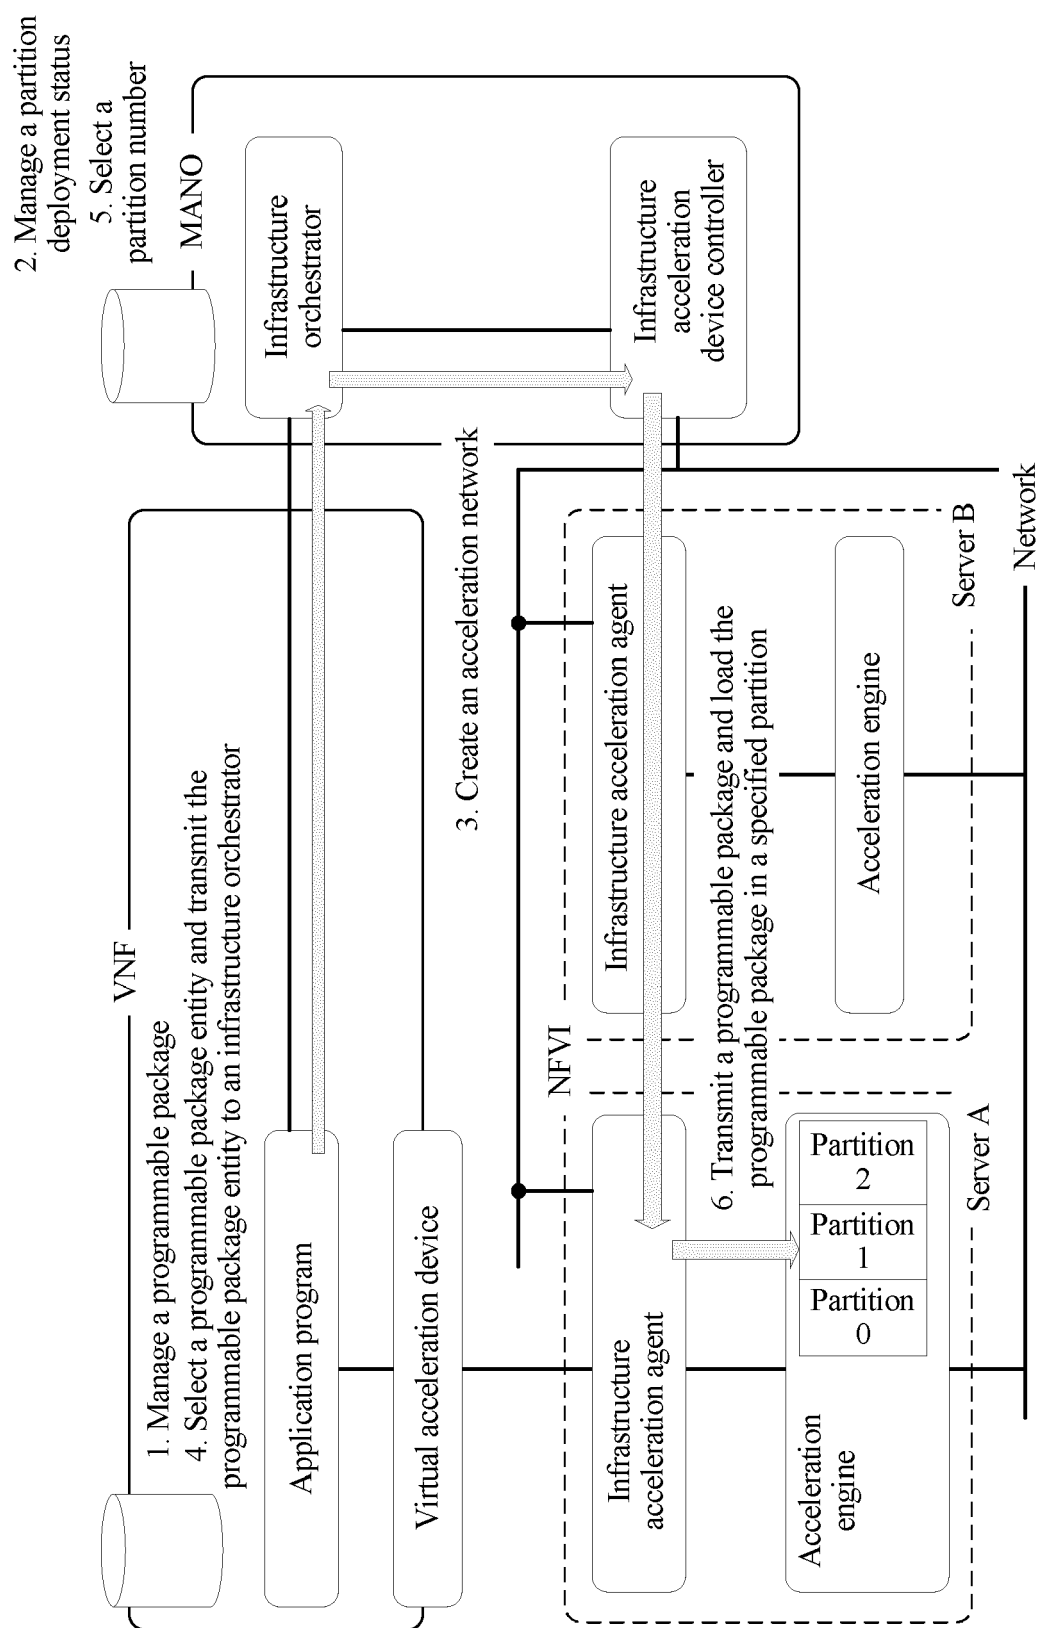 2. Manage a partition
deployment status
5. Select a
partition number
MANO
Infrastructure
orchestrator
Infrastructure
acceleration
device controller
VNF
1. Manage a programmable package
4. Select a programmable package entity and transmit the
programmable package entity to an infrastructure orchestrator
Application program
Virtual acceleration device
3. Create an acceleration network
NFVI
Infrastructure
acceleration agent
Infrastructure acceleration agent
6. Transmit a programmable package and load the
programmable package in a specified partition
Acceleration
engine
Partition
0
Partition
1
Partition
2
Acceleration engine
Server A
Server B
Network